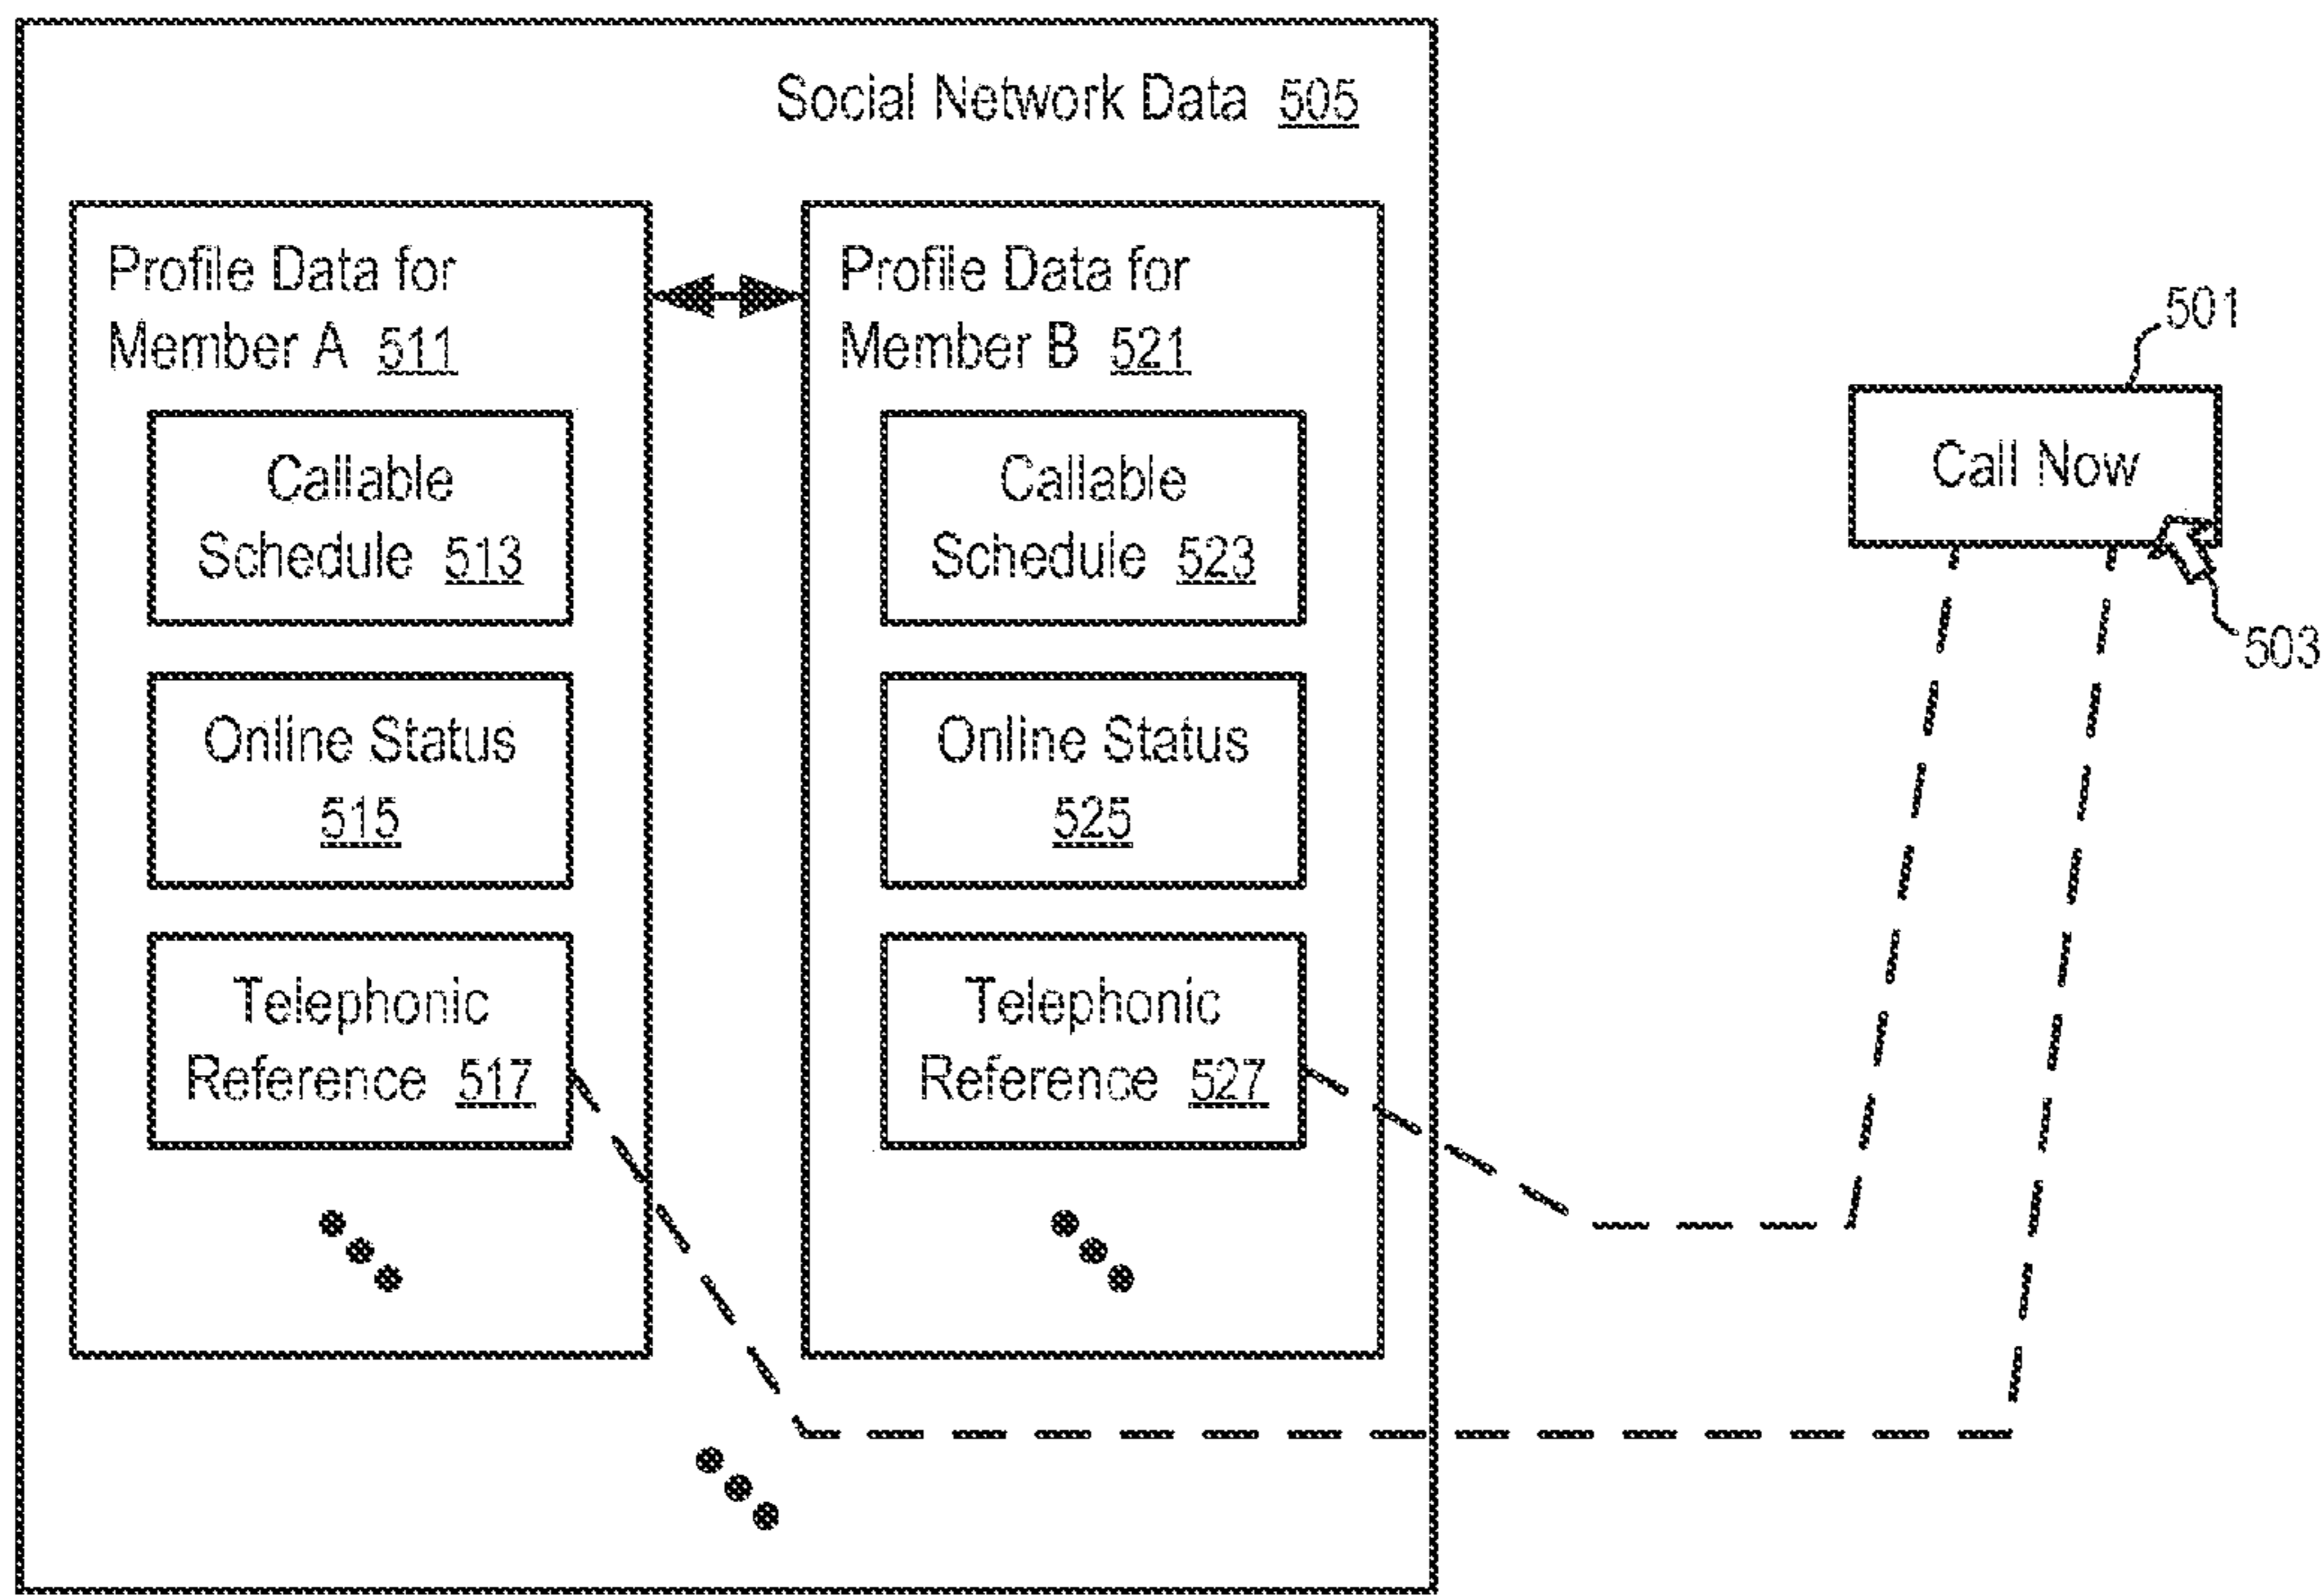 Social Network Data 505
Profile Data for
Member A 511
Callable
Schedule 513
Online Status
515
Telephonic
Reference 517
Profile Data for
Member B 521
Callable
Schedule 523
Online Status
525
Telephonic
Reference 527
501
Call Now
503